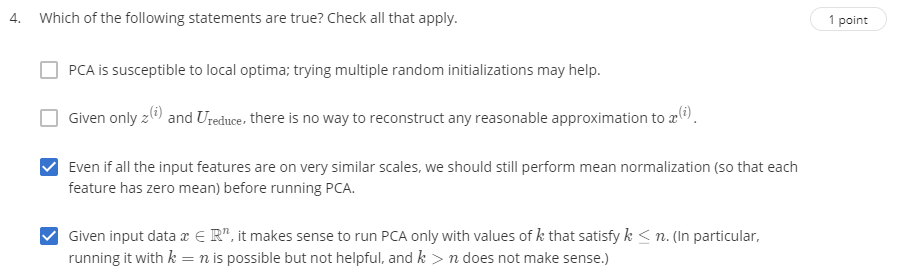 4. Which of the following statements are true? Check all that apply.
1 point
PCA is susceptible to local optima; trying multiple random initializations may help.
Given only z^{(i)} and U_{reduce}, there is no way to reconstruct any reasonable approximation to x^{(i)}.
Even if all the input features are on very similar scales, we should still perform mean normalization (so that each
feature has zero mean) before running PCA.
Given input data x ∈ ℝⁿ, it makes sense to run PCA only with values of k that satisfy k ≤ n. (In particular,
running it with k = n is possible but not helpful, and k > n does not make sense.)